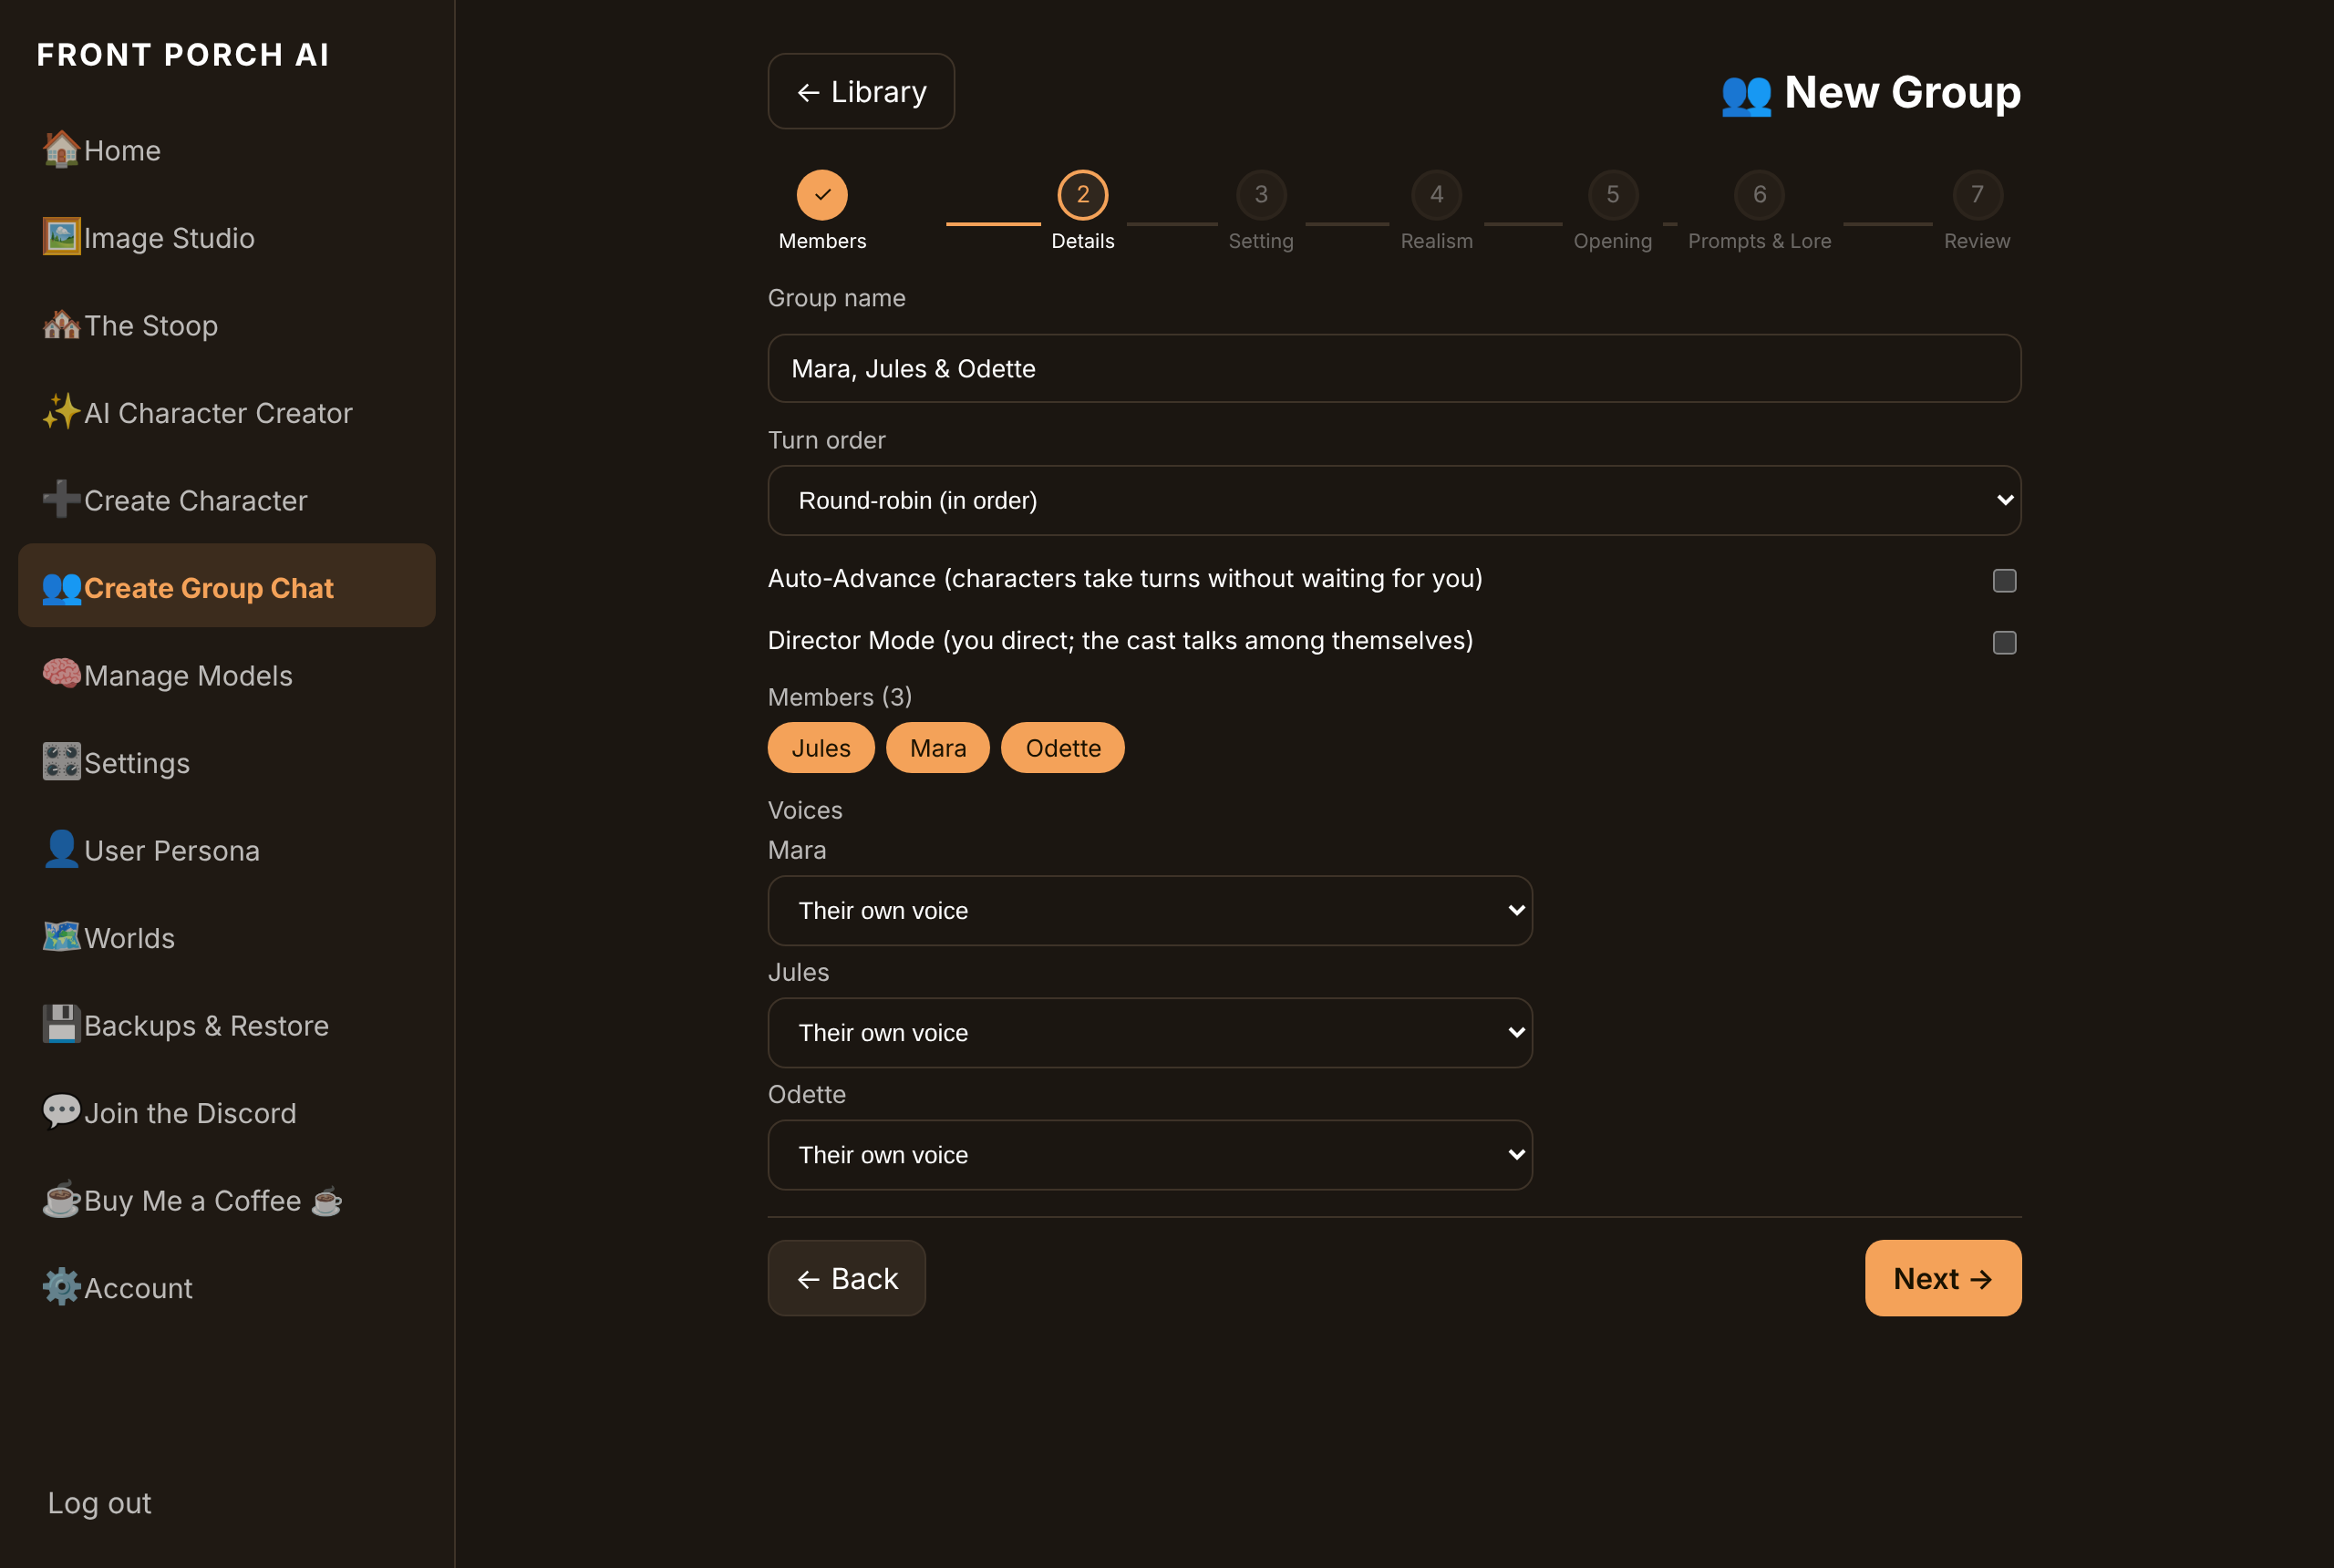 FRONT PORCH AI
Home
Image Studio
The Stoop
AI Character Creator
Create Character
Create Group Chat
Manage Models
Settings
User Persona
Worlds
Backups & Restore
Join the Discord
Buy Me a Coffee ☕
Account
Log out
← Library
New Group
✓ 2 3 4 5 6 7
Members Details Setting Realism Opening Prompts & Lore Review
Group name
Mara, Jules & Odette
Turn order
Round-robin (in order)
Auto-Advance (characters take turns without waiting for you)
Director Mode (you direct; the cast talks among themselves)
Members (3)
Jules Mara Odette
Voices
Mara
Their own voice
Jules
Their own voice
Odette
Their own voice
← Back
Next →